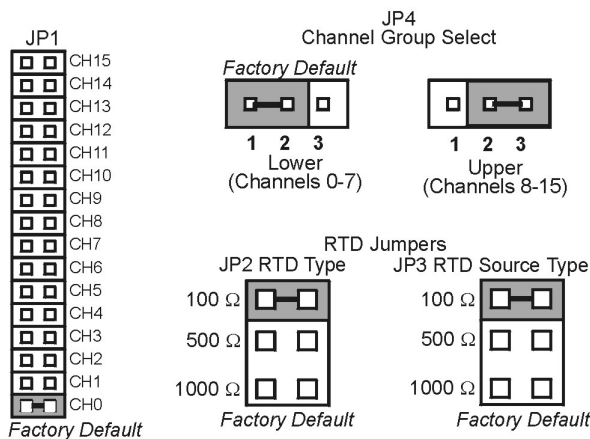 JP1
CH15
CH14
CH13
CH12
CH11
CH10
CH9
CH8
CH7
CH6
CH5
CH4
CH3
CH2
CH1
CH0
Factory Default
JP4
Channel Group Select
Factory Default
1 2 3
Lower
(Channels 0-7)
1 2 3
Upper
(Channels 8-15)
RTD Jumpers
JP2 RTD Type
100 Ω
500 Ω
1000 Ω
Factory Default
JP3 RTD Source Type
100 Ω
500 Ω
1000 Ω
Factory Default